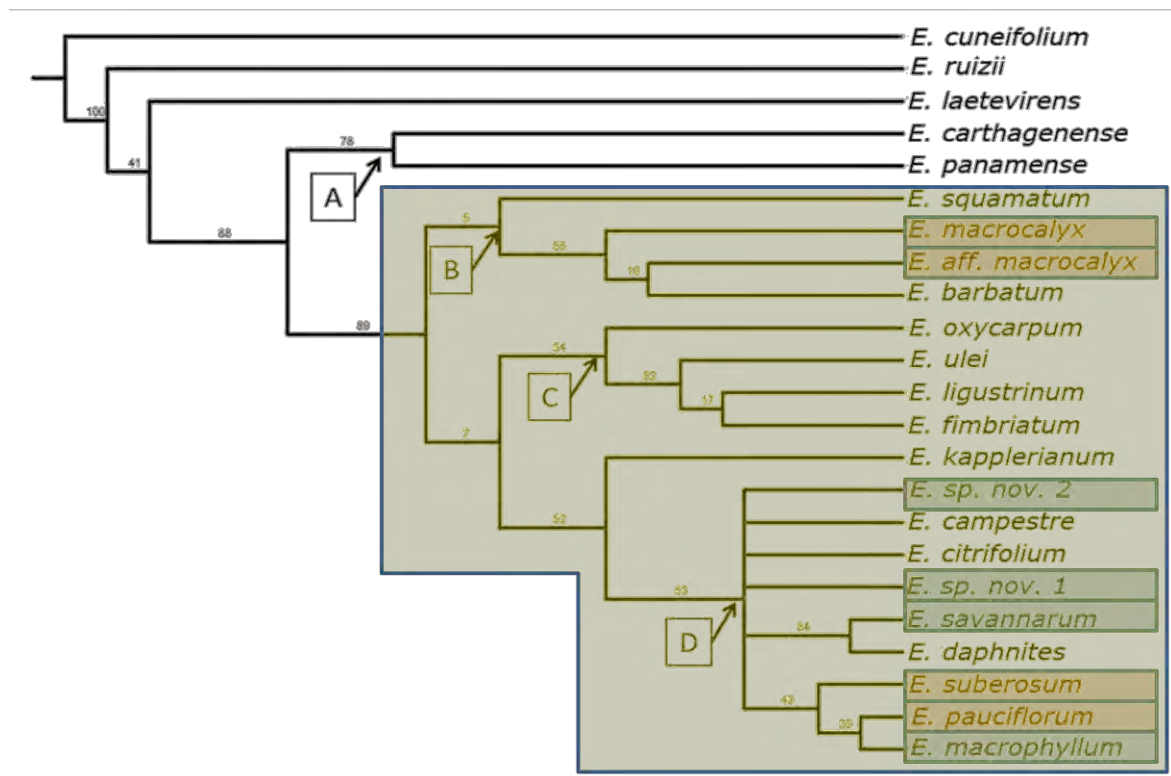 E. cuneifolium
E. ruizii
100
E. laetevirens
41
E. carthagenense
78
E. panamense
A
88
E. squamatum
5
E. macrocalyx
B
55
E. aff. macrocalyx
16
E. barbatum
89
E. oxycarpum
54
E. ulei
C
52
E. ligustrinum
17
E. fimbriatum
7
E. kapplerianum
E. sp. nov. 2
E. campestre
52
E. citrifolium
E. sp. nov. 1
53
E. savannarum
D
84
E. daphnites
E. suberosum
43
E. pauciflorum
39
E. macrophyllum